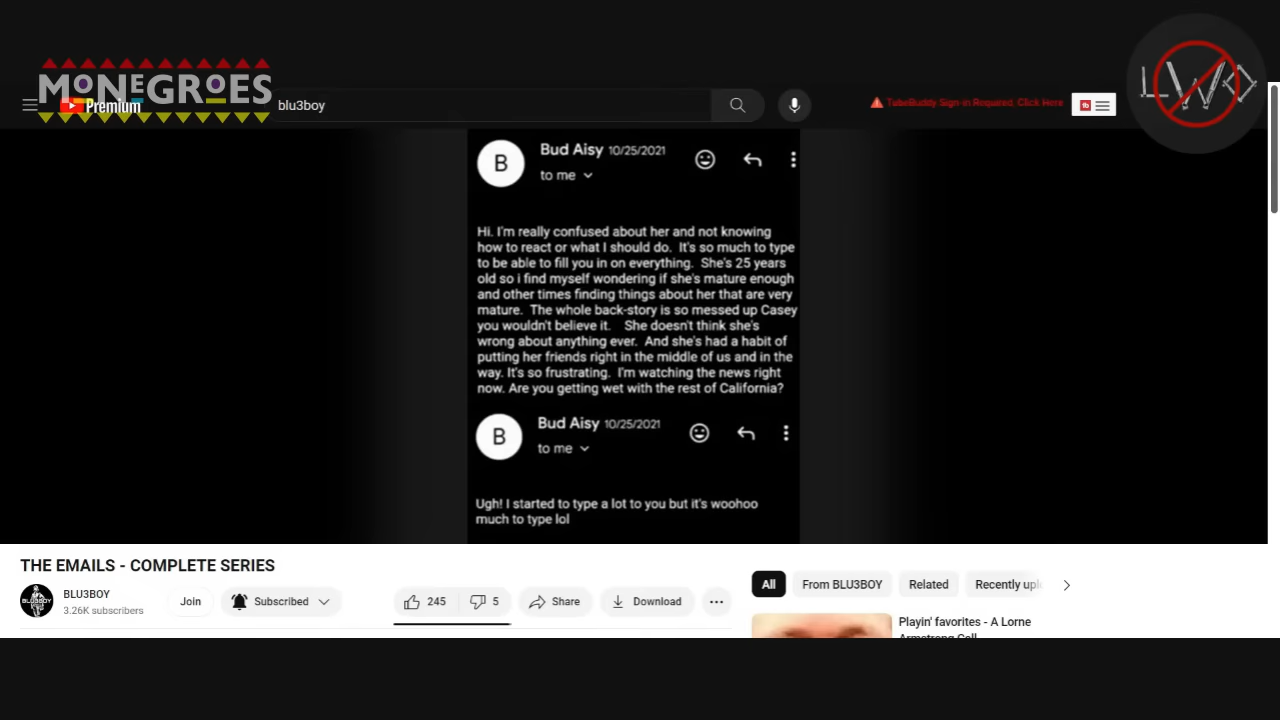 MONEGROES
Premium
blu3boy
TubeBuddy Sign-in Required, Click Here
tb
LWKD
B
Bud Aisy 10/25/2021
to me
Hi. I'm really confused about her and not knowing
how to react or what I should do. It's so much to type
to be able to fill you in on everything. She's 25 years
old so i find myself wondering if she's mature enough
and other times finding things about her that are very
mature. The whole back-story is so messed up Casey
you wouldn't believe it. She doesn't think she's
wrong about anything ever. And she's had a habit of
putting her friends right in the middle of us and in the
way. It's so frustrating. I'm watching the news right
now. Are you getting wet with the rest of California?
B
Bud Aisy 10/25/2021
to me
Ugh! I started to type a lot to you but it's woohoo
much to type lol
THE EMAILS - COMPLETE SERIES
BLU3BOY
BLU3BOY
3.26K subscribers
Join
Subscribed
245
5
Share
Download
All
From BLU3BOY
Related
Recently upl
Playin' favorites - A Lorne
Armstrong Call